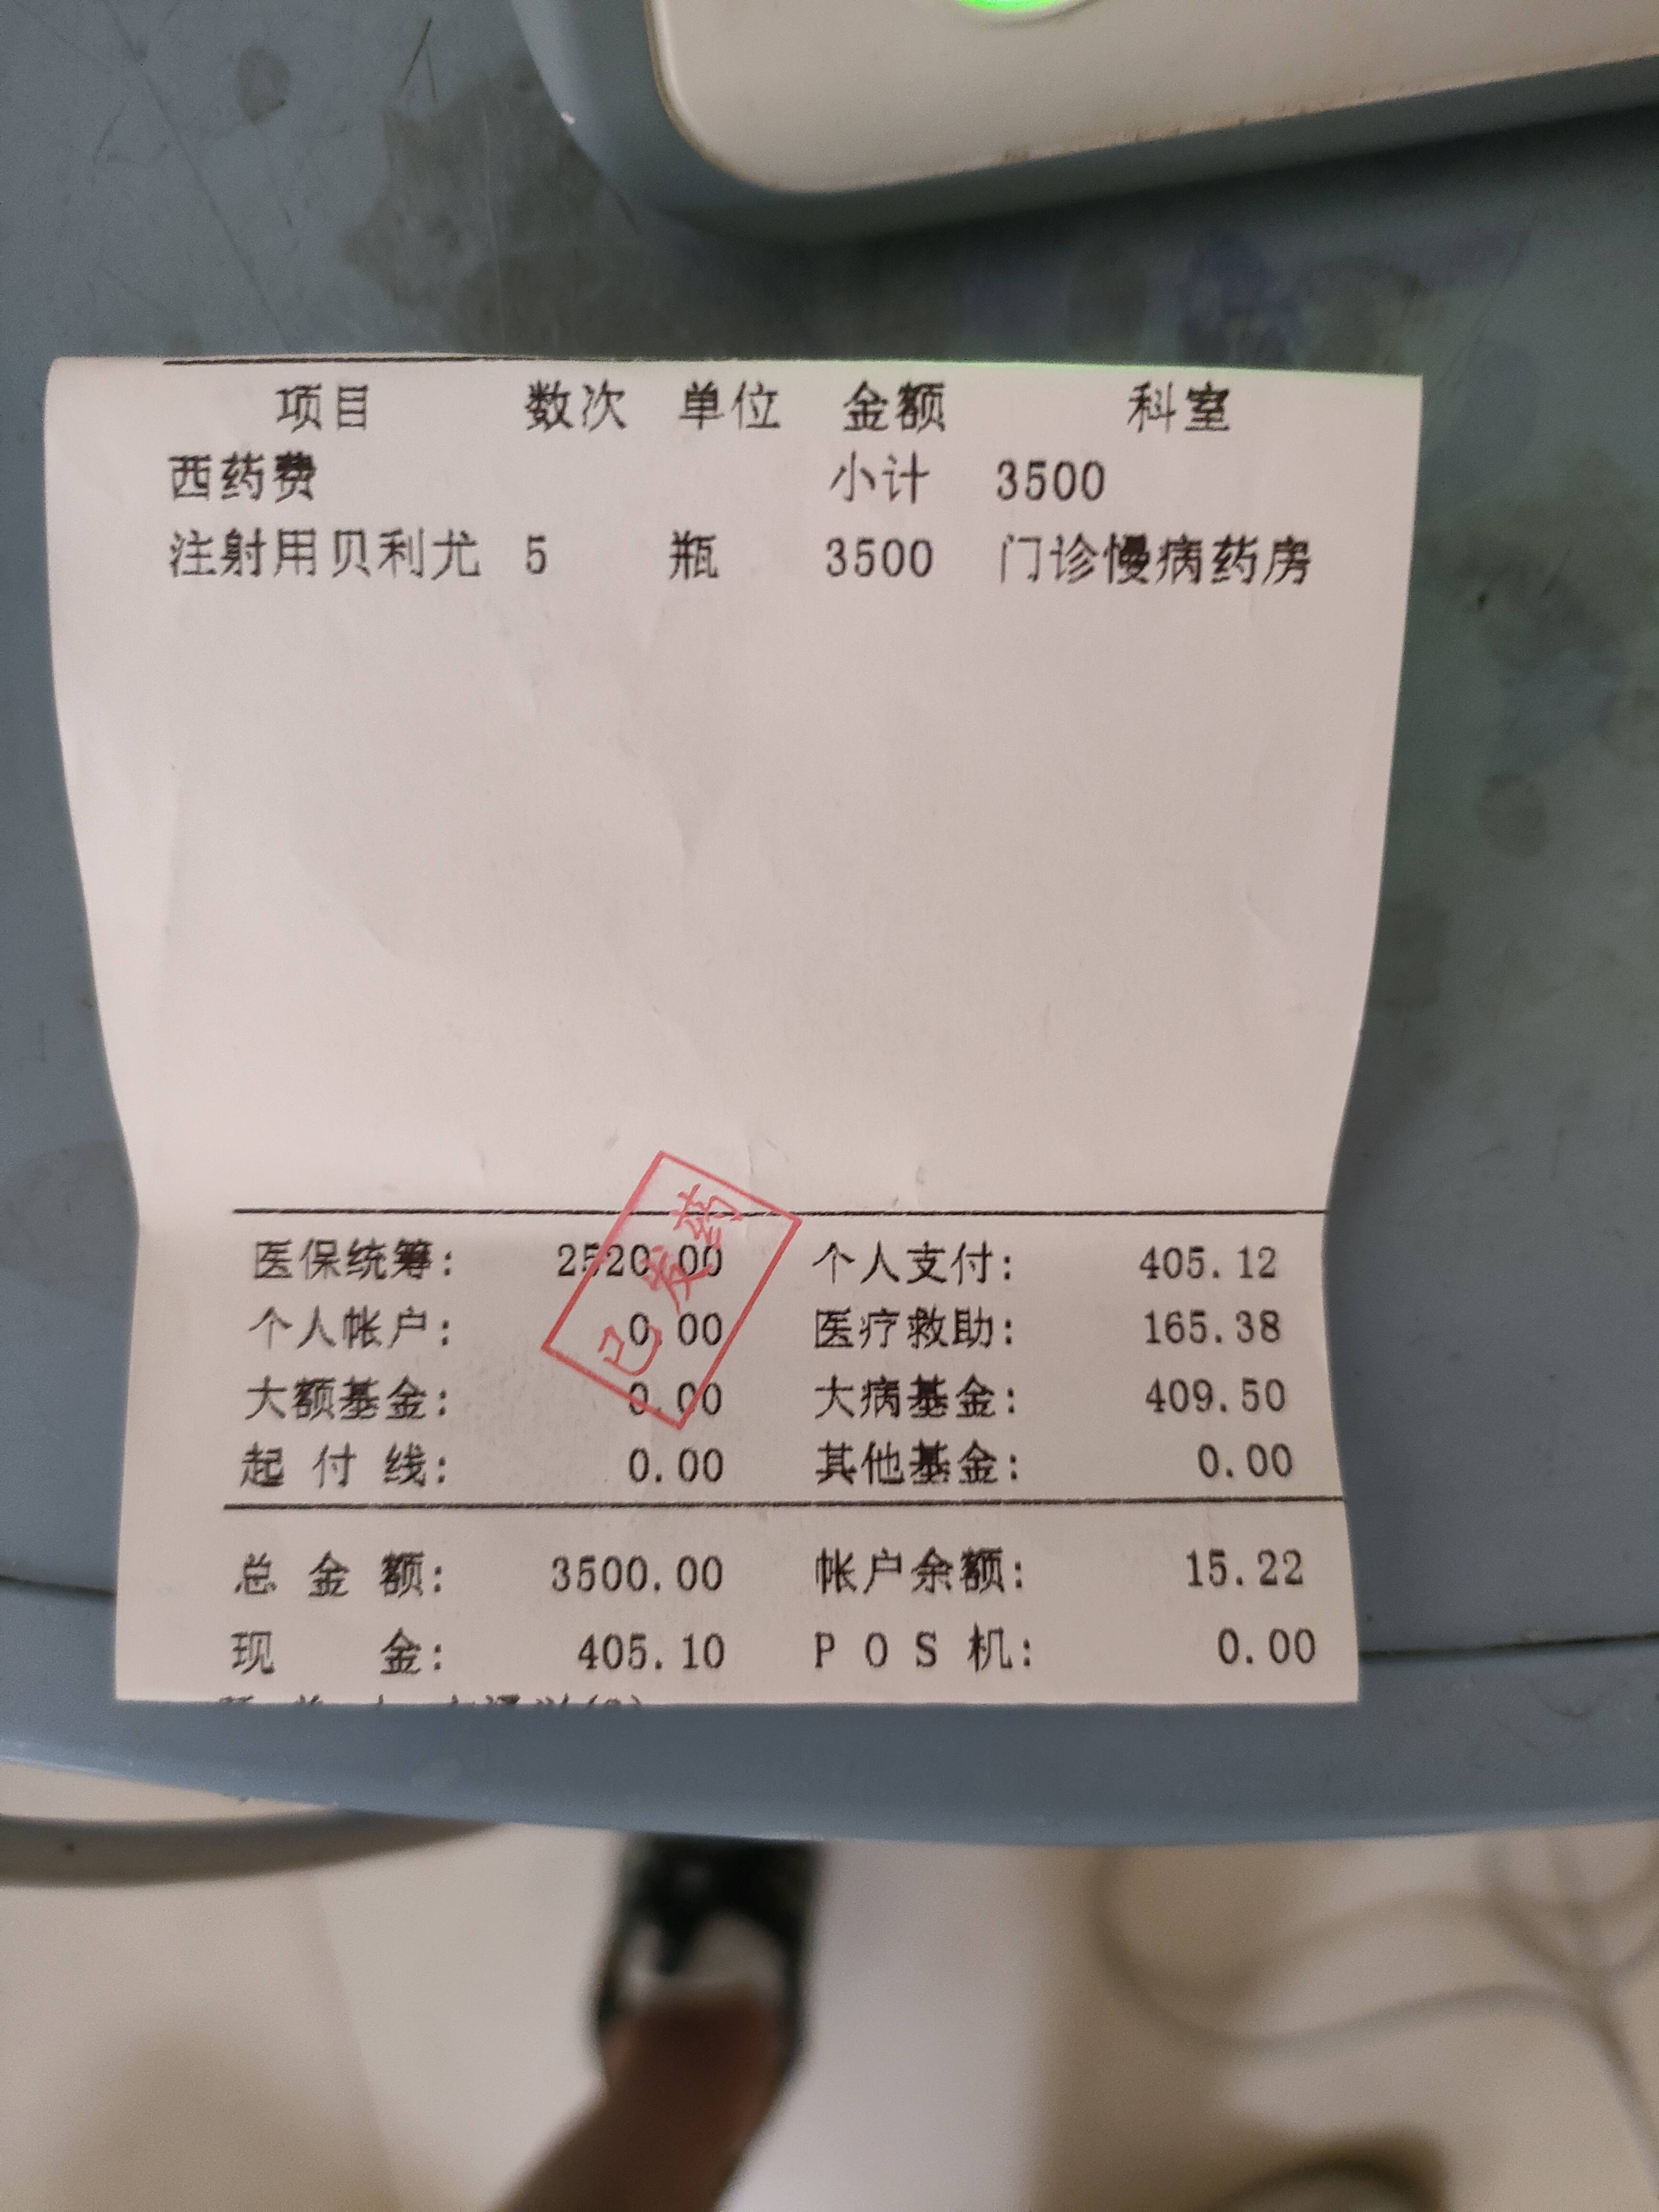 项目 数次 单位 金额 科室
西药费 小计 3500
注射用贝利尤 5 瓶 3500 门诊慢病药房
医保统筹: 2520.00 个人支付: 405.12
个人帐户: 0.00 医疗救助: 165.38
大额基金: 0.00 大病基金: 409.50
起付线: 0.00 其他基金: 0.00
已发药
总金额: 3500.00 帐户余额: 15.22
现金: 405.10 POS机: 0.00